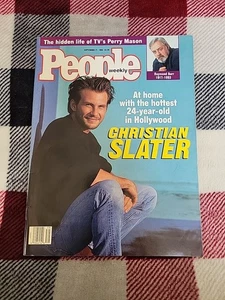 The hidden life of TV's Perry Mason
People
weekly
Raymond Burr
1917-1993
At home
with the hottest
24-year-old
in Hollywood
CHRISTIAN
SLATER